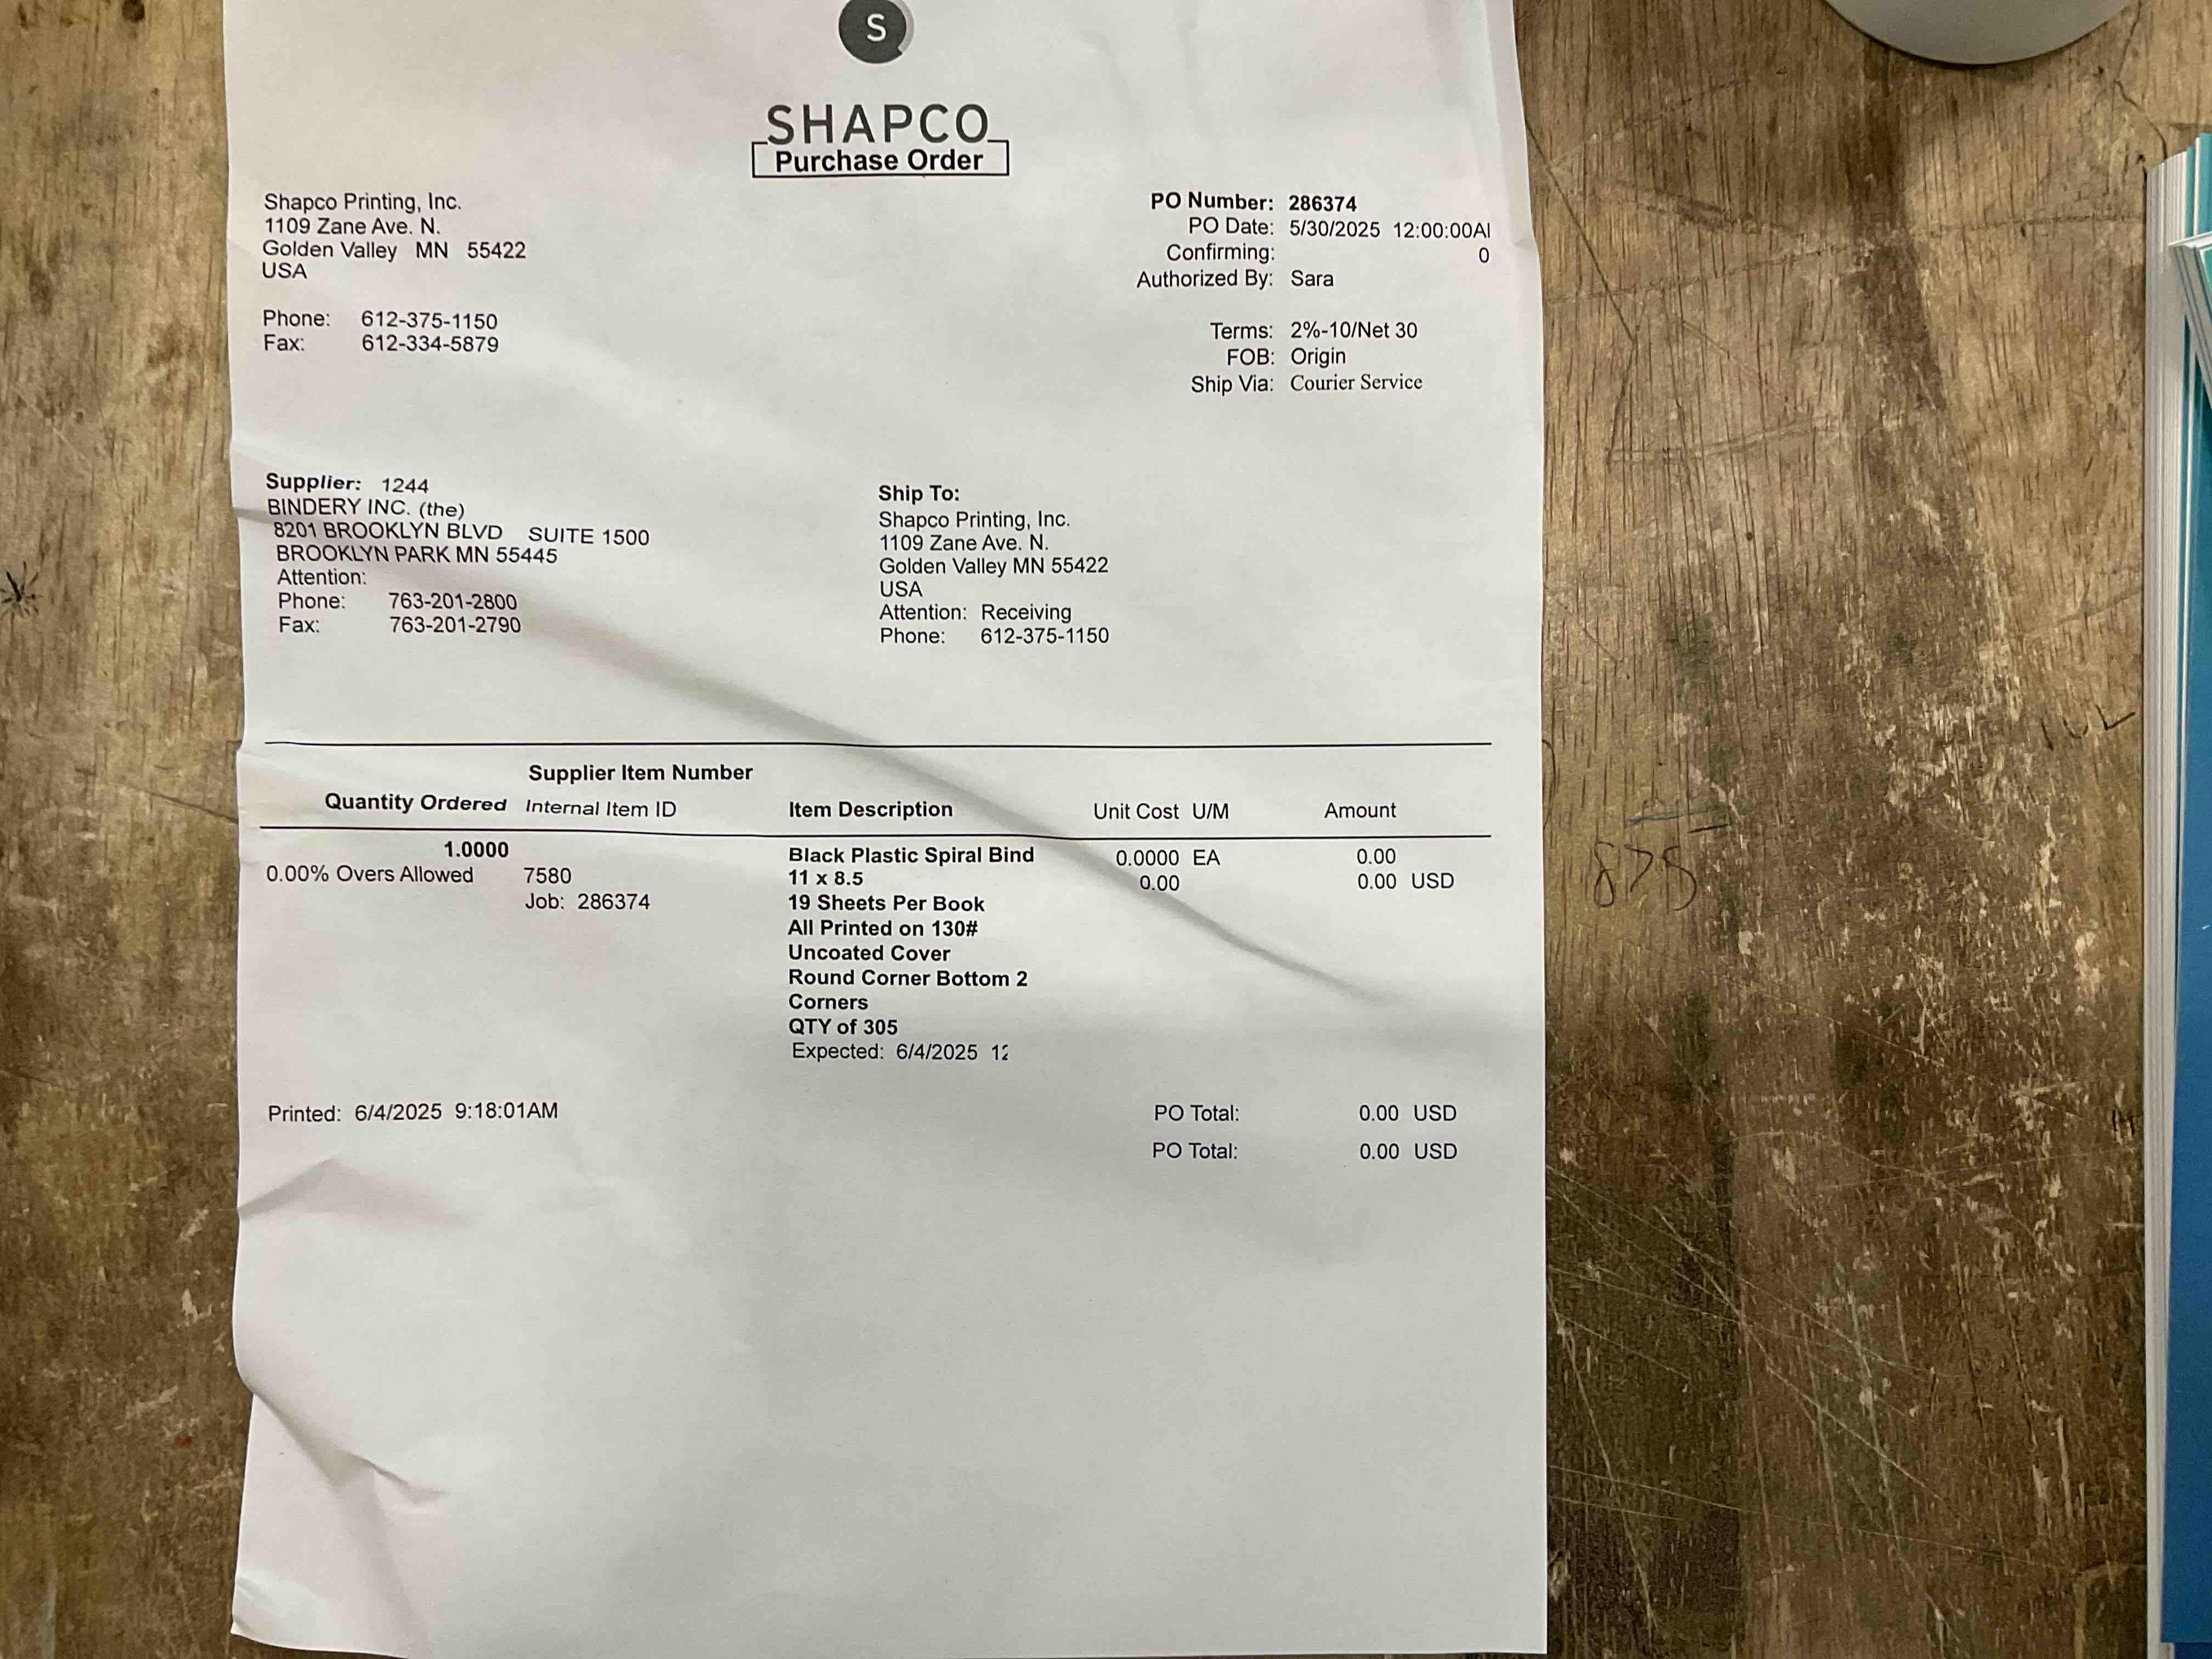 S
SHAPCO
Purchase Order
Shapco Printing, Inc.
1109 Zane Ave. N.
Golden Valley MN 55422
USA
Phone: 612-375-1150
Fax: 612-334-5879
PO Number: 286374
PO Date: 5/30/2025 12:00:00AM
Confirming: 0
Authorized By: Sara
Terms: 2%-10/Net 30
FOB: Origin
Ship Via: Courier Service
Supplier: 1244
BINDERY INC. (the)
8201 BROOKLYN BLVD SUITE 1500
BROOKLYN PARK MN 55445
Attention:
Phone: 763-201-2800
Fax: 763-201-2790
Ship To:
Shapco Printing, Inc.
1109 Zane Ave. N.
Golden Valley MN 55422
USA
Attention: Receiving
Phone: 612-375-1150
Supplier Item Number
Quantity Ordered Internal Item ID Item Description Unit Cost U/M Amount
1.0000 Black Plastic Spiral Bind 0.0000 EA 0.00
0.00% Overs Allowed 7580 11 x 8.5 0.00 0.00 USD
Job: 286374 19 Sheets Per Book
All Printed on 130#
Uncoated Cover
Round Corner Bottom 2
Corners
QTY of 305
Expected: 6/4/2025 12
Printed: 6/4/2025 9:18:01AM PO Total: 0.00 USD
PO Total: 0.00 USD
875